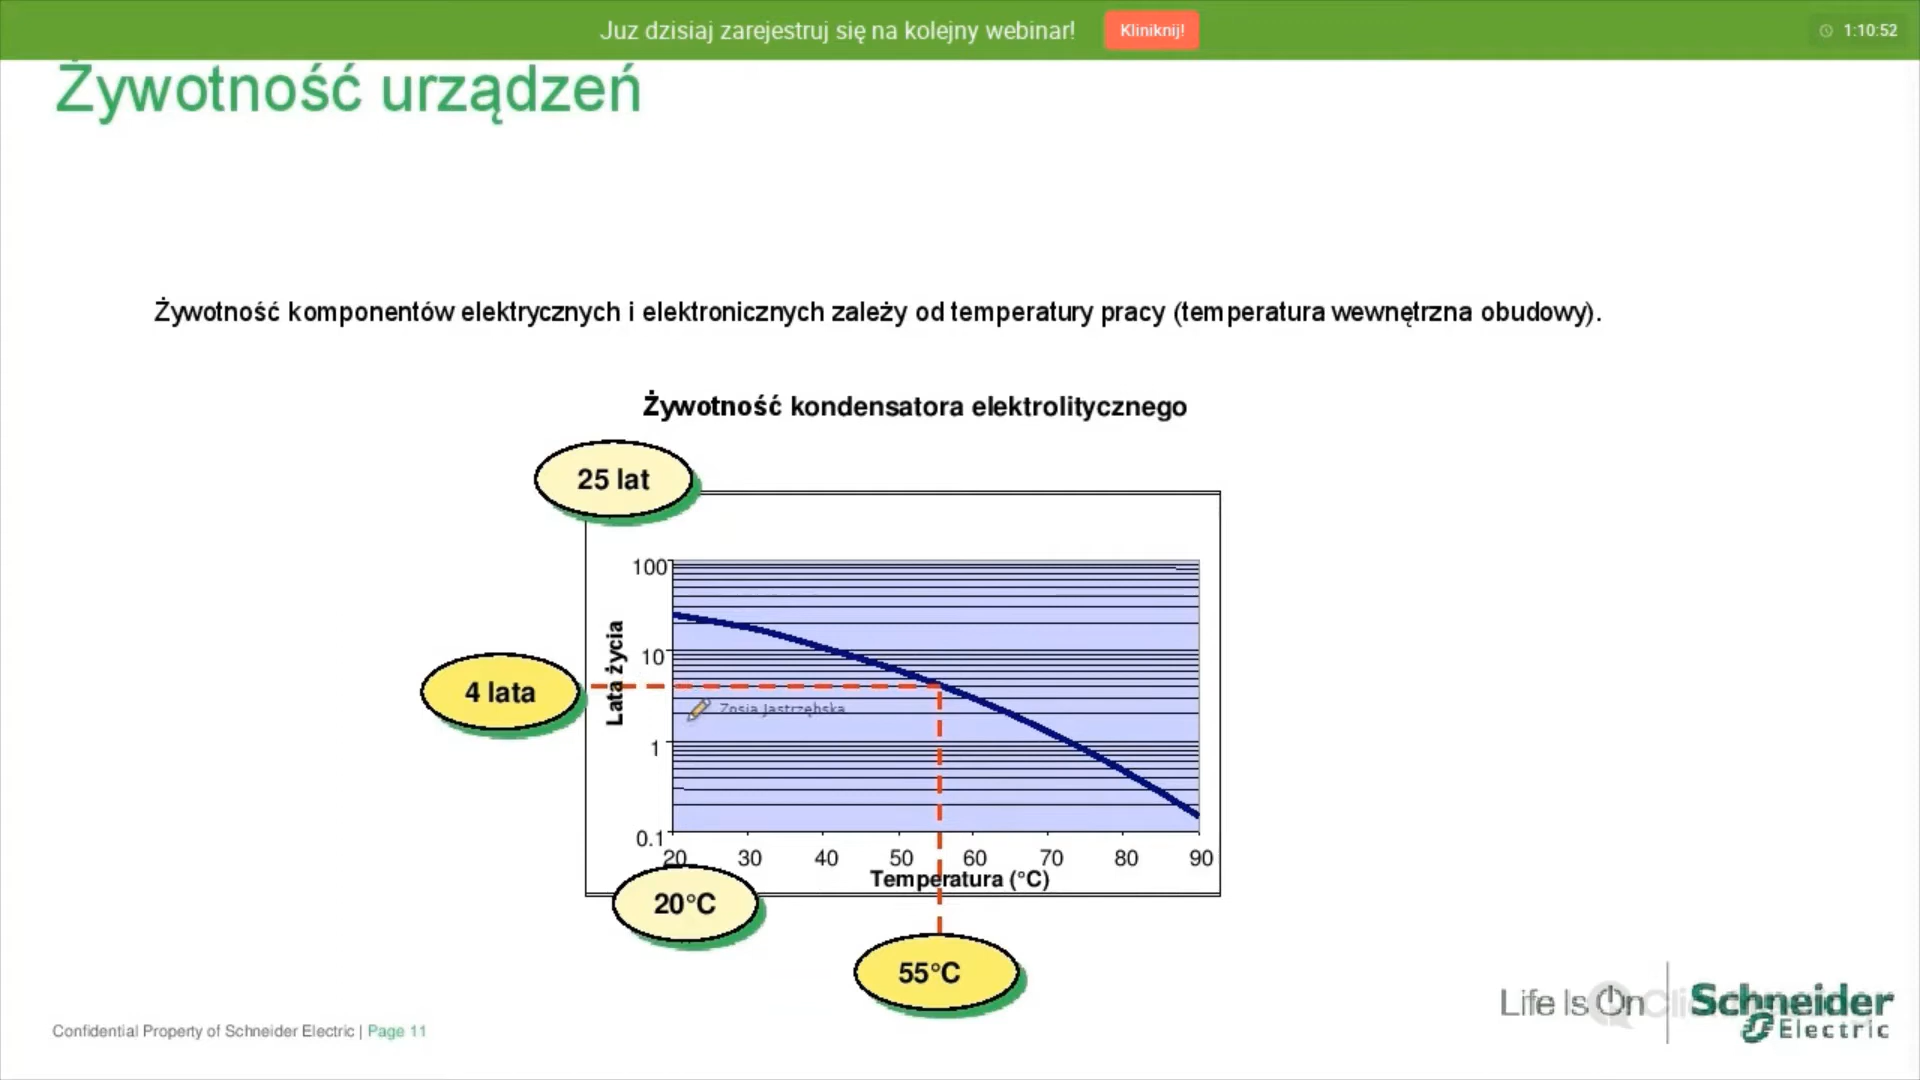 Juz dzisiaj zarejestruj się na kolejny webinar!
Kliniknij!
1:10:52
Żywotność urządzeń
Żywotność komponentów elektrycznych i elektronicznych zależy od temperatury pracy (temperatura wewnętrzna obudowy).
Żywotność kondensatora elektrolitycznego
25 lat
100
10
1
0.1
Lata życia
4 lata
Zosia Jastrzębska
20 30 40 50 60 70 80 90
Temperatura (°C)
20°C
55°C
Confidential Property of Schneider Electric | Page 11
Life Is On
Schneider
Electric